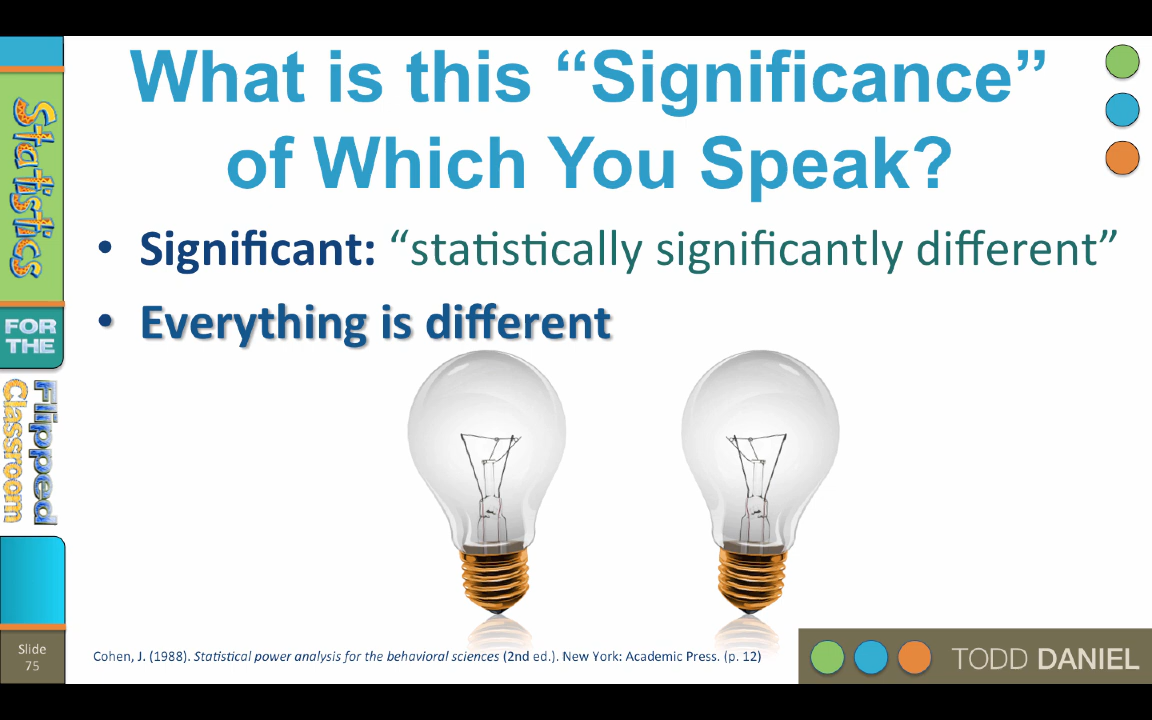 What is this “Significance”
of Which You Speak?
• Significant: “statistically significantly different”
• Everything is different
Statistics
FOR
THE
Flipped
Classroom
Slide
75
Cohen, J. (1988). Statistical power analysis for the behavioral sciences (2nd ed.). New York: Academic Press. (p. 12)
TODD DANIEL